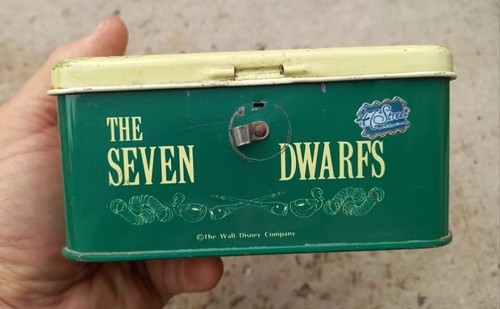 THE
SEVEN DWARFS
©The Walt Disney Company